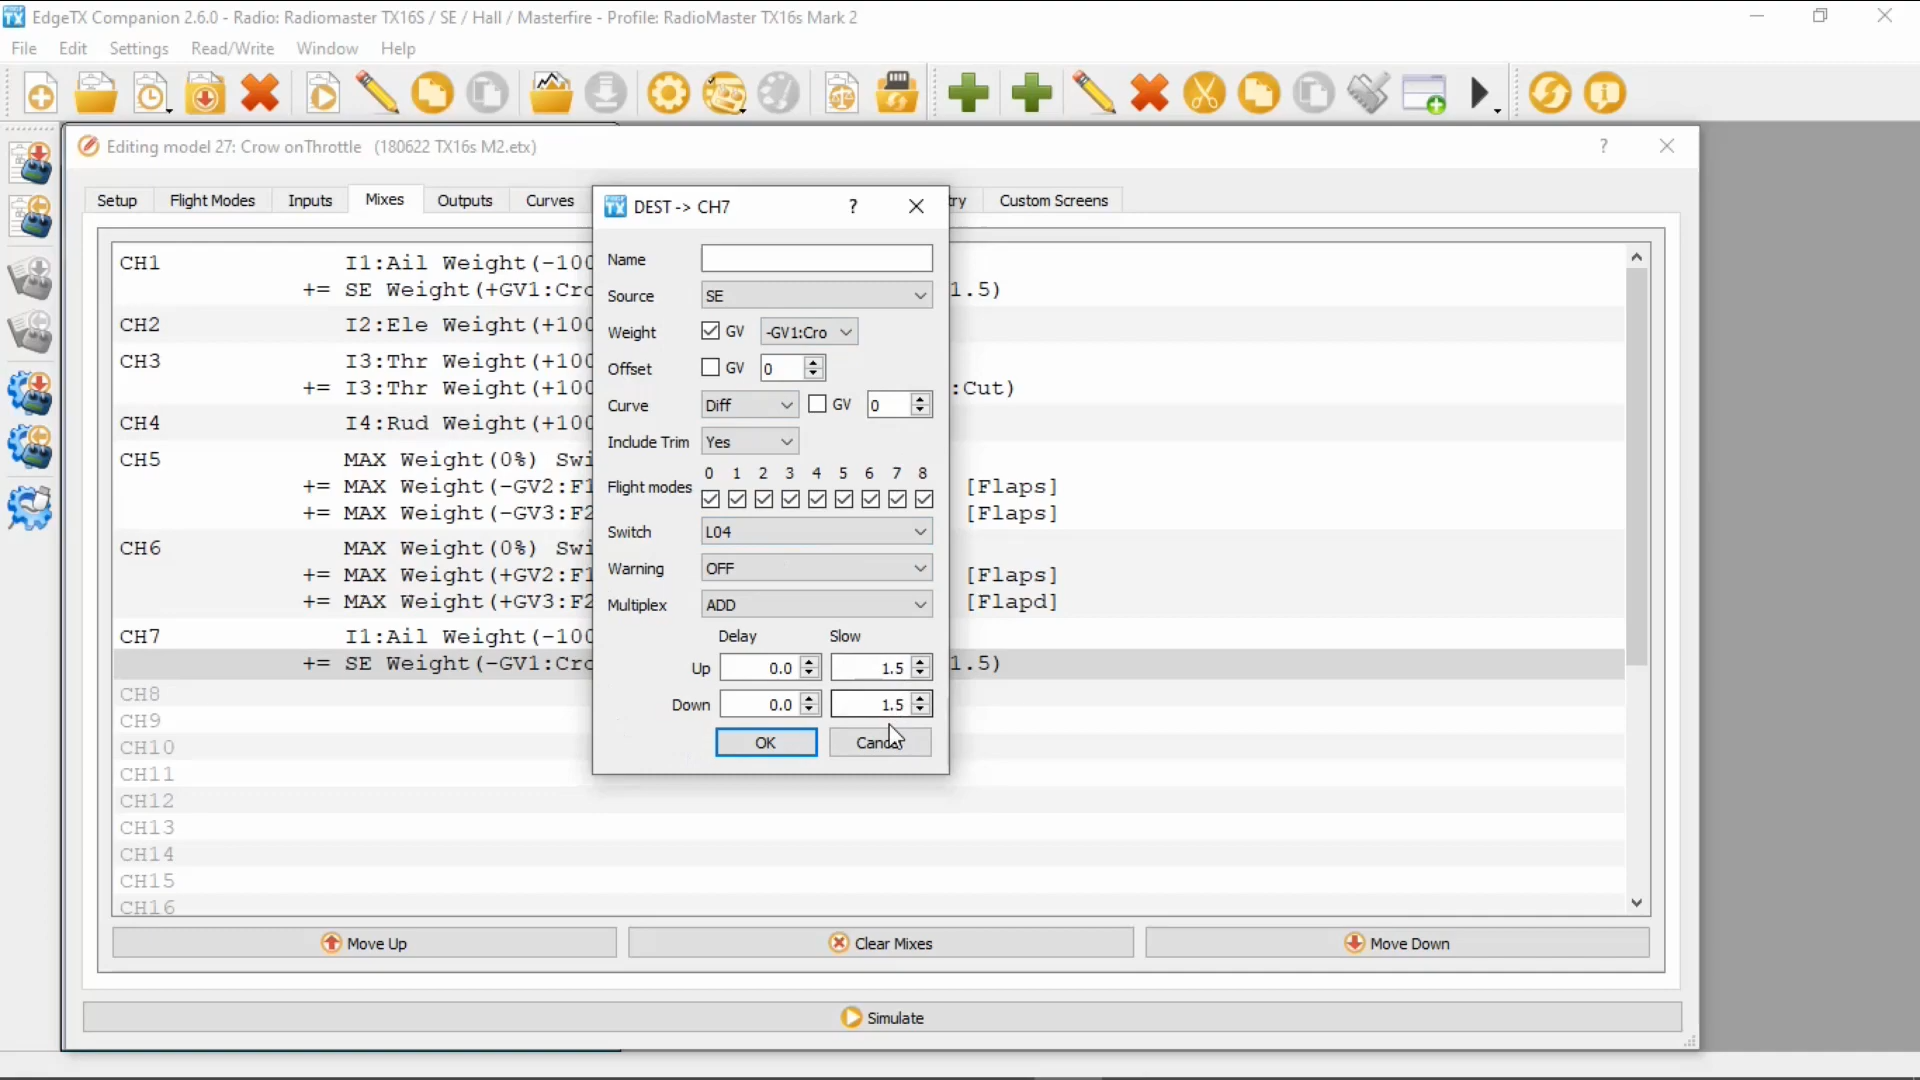 EdgeTX Companion 2.6.0 - Radio: Radiomaster TX16S / SE / Hall / Masterfire - Profile: RadioMaster TX16s Mark 2
File Edit Settings Read/Write Window Help
Editing model 27: Crow onThrottle (180622 TX16s M2.etx)
Setup Flight Modes Inputs Mixes Outputs Curves try Custom Screens
DEST -> CH7
Name
Source SE
Weight GV -GV1:Cro
Offset GV 0
Curve Diff GV 0
Include Trim Yes
0 1 2 3 4 5 6 7 8
Flight modes
Switch L04
Warning OFF
Multiplex ADD
Delay Slow
Up 0.0 1.5
Down 0.0 1.5
OK Cancel
CH1 I1:Ail Weight(-100
+= SE Weight(+GV1:Cro 1.5)
CH2 I2:Ele Weight(+100
CH3 I3:Thr Weight(+100
+= I3:Thr Weight(+100 :Cut)
CH4 I4:Rud Weight(+100
CH5 MAX Weight(0%) Swi
+= MAX Weight(-GV2:F1 [Flaps]
+= MAX Weight(-GV3:F2 [Flaps]
CH6 MAX Weight(0%) Swi
+= MAX Weight(+GV2:F1 [Flaps]
+= MAX Weight(+GV3:F2 [Flapd]
CH7 I1:Ail Weight(-100
+= SE Weight(-GV1:Cro 1.5)
CH8
CH9
CH10
CH11
CH12
CH13
CH14
CH15
CH16
Move Up Clear Mixes Move Down
Simulate